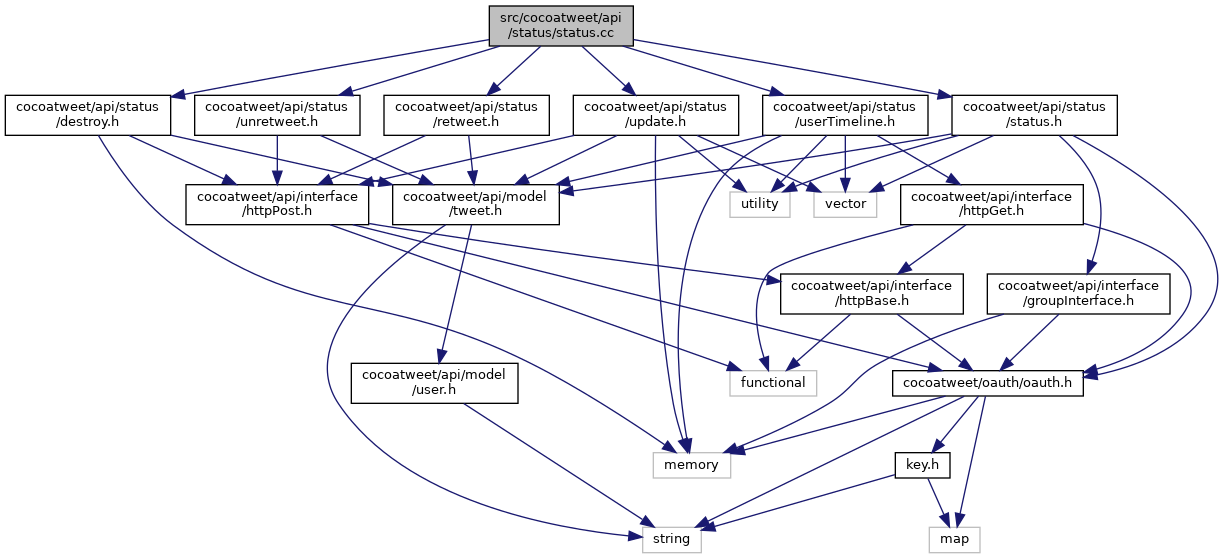 src/cocoatweet/api
/status/status.cc
cocoatweet/api/status
/destroy.h
cocoatweet/api/status
/unretweet.h
cocoatweet/api/status
/retweet.h
cocoatweet/api/status
/update.h
cocoatweet/api/status
/userTimeline.h
cocoatweet/api/status
/status.h
cocoatweet/api/interface
/httpPost.h
cocoatweet/api/model
/tweet.h
utility
vector
cocoatweet/api/interface
/httpGet.h
cocoatweet/api/interface
/httpBase.h
cocoatweet/api/interface
/groupInterface.h
cocoatweet/api/model
/user.h
functional
cocoatweet/oauth/oauth.h
memory
key.h
string
map